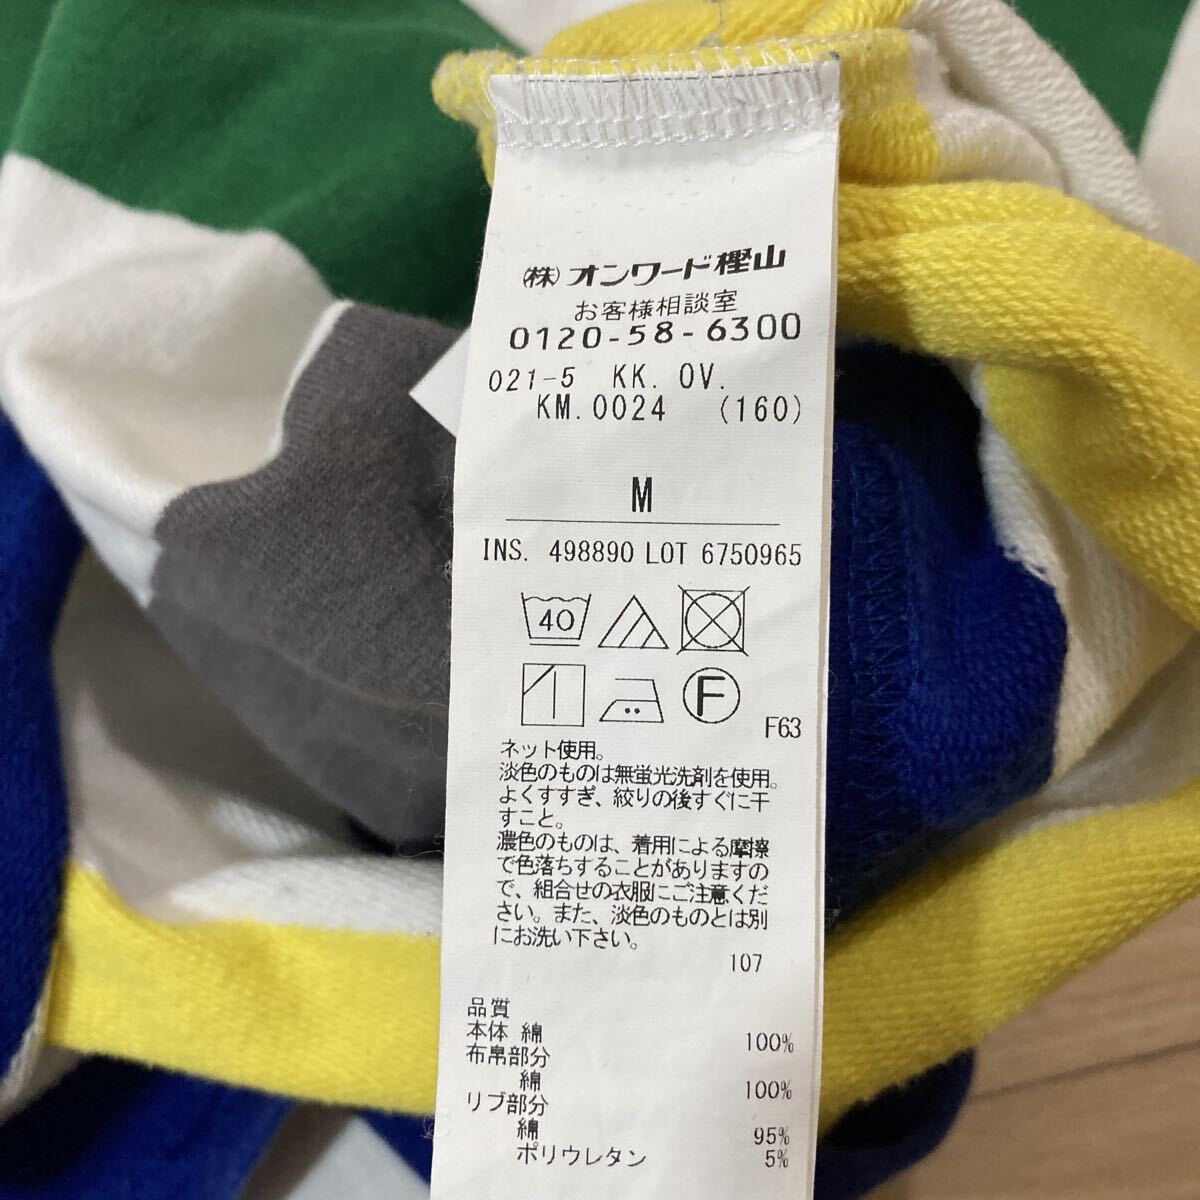 (株)オンワード樫山
お客様相談室
0120-58-6300
021-5 KK. OV.
KM.0024 (160)
M
INS. 498890 LOT 6750965
40
F
F63
ネット使用。
淡色のものは無蛍光洗剤を使用。
よくすすぎ、絞りの後すぐに干
すこと。
濃色のものは、着用による摩擦
で色落ちすることがありますの
で、組合せの衣服にご注意くだ
さい。また、淡色のものとは別
にお洗い下さい。
107
品質
本体 綿 100%
布帛部分
綿 100%
リブ部分
綿 95%
ポリウレタン 5%